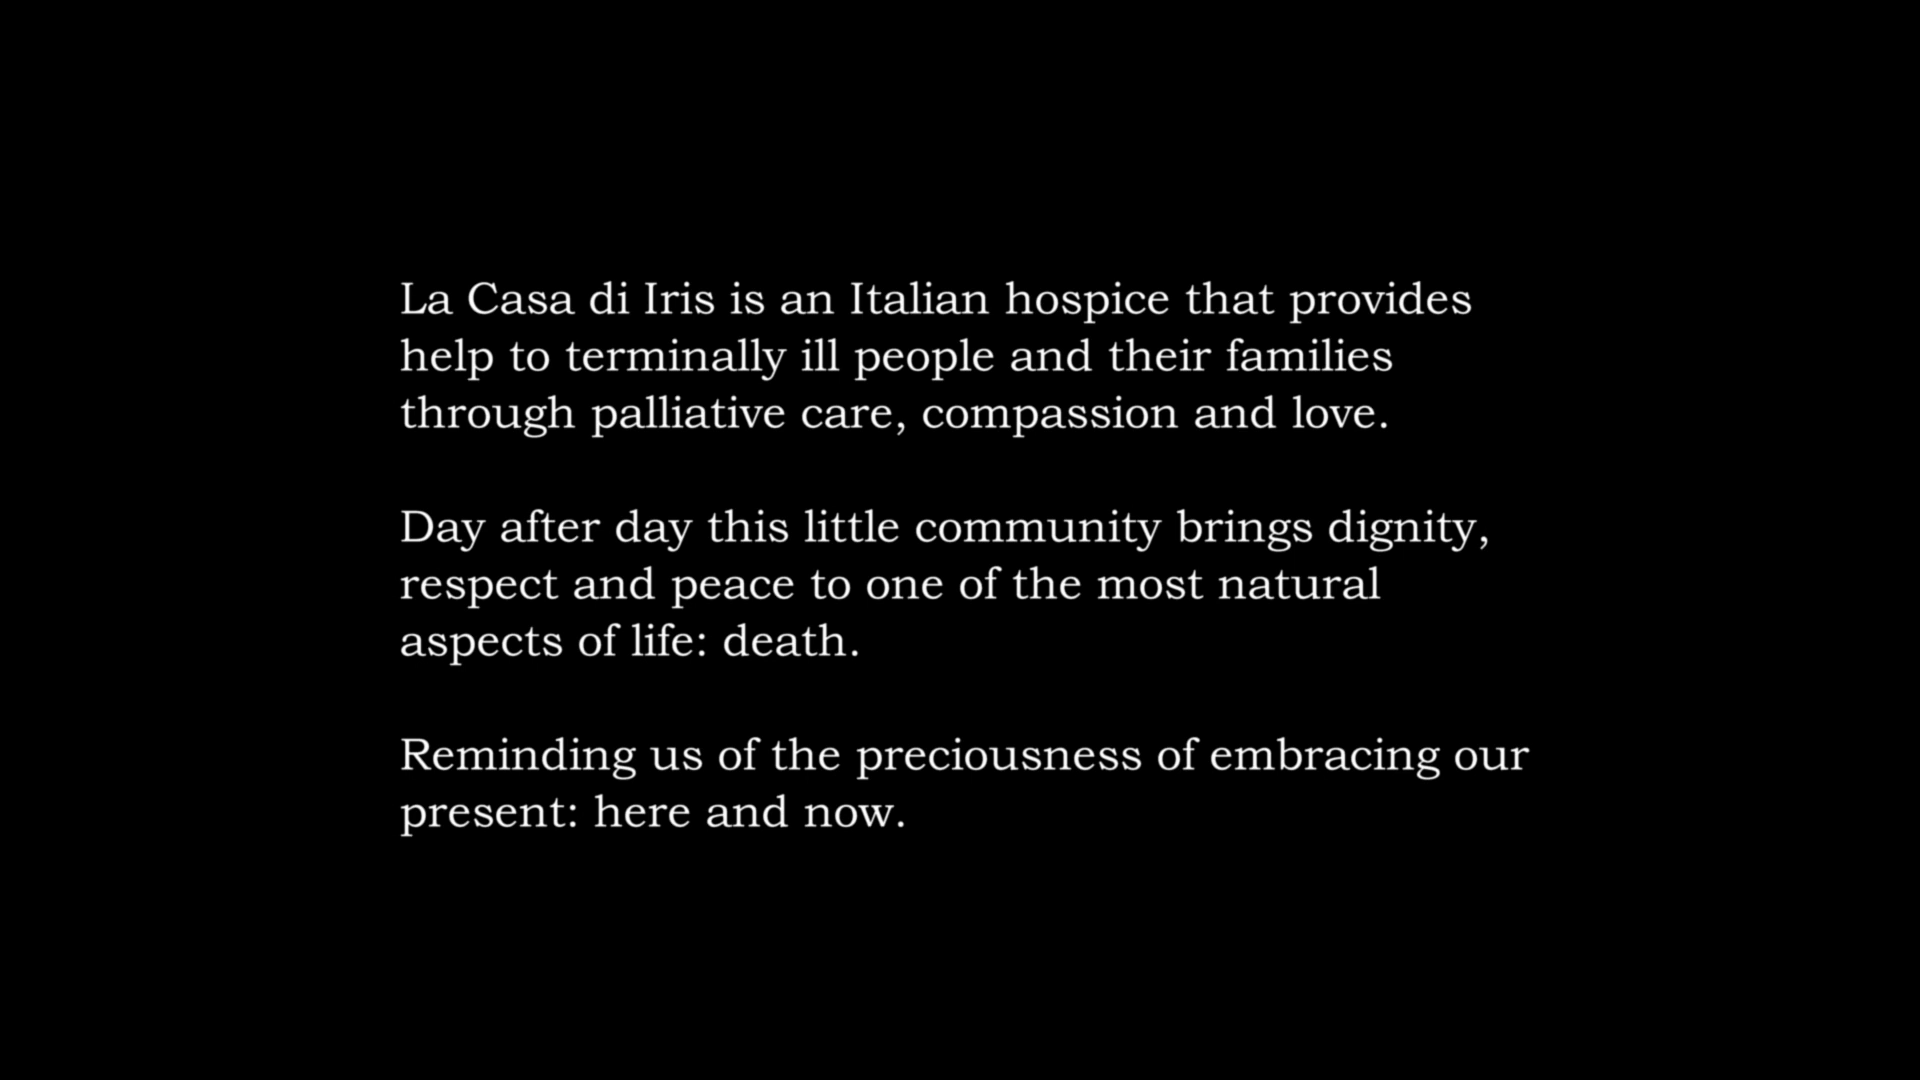 La Casa di Iris is an Italian hospice that provides
help to terminally ill people and their families
through palliative care, compassion and love.
Day after day this little community brings dignity,
respect and peace to one of the most natural
aspects of life: death.
Reminding us of the preciousness of embracing our
present: here and now.